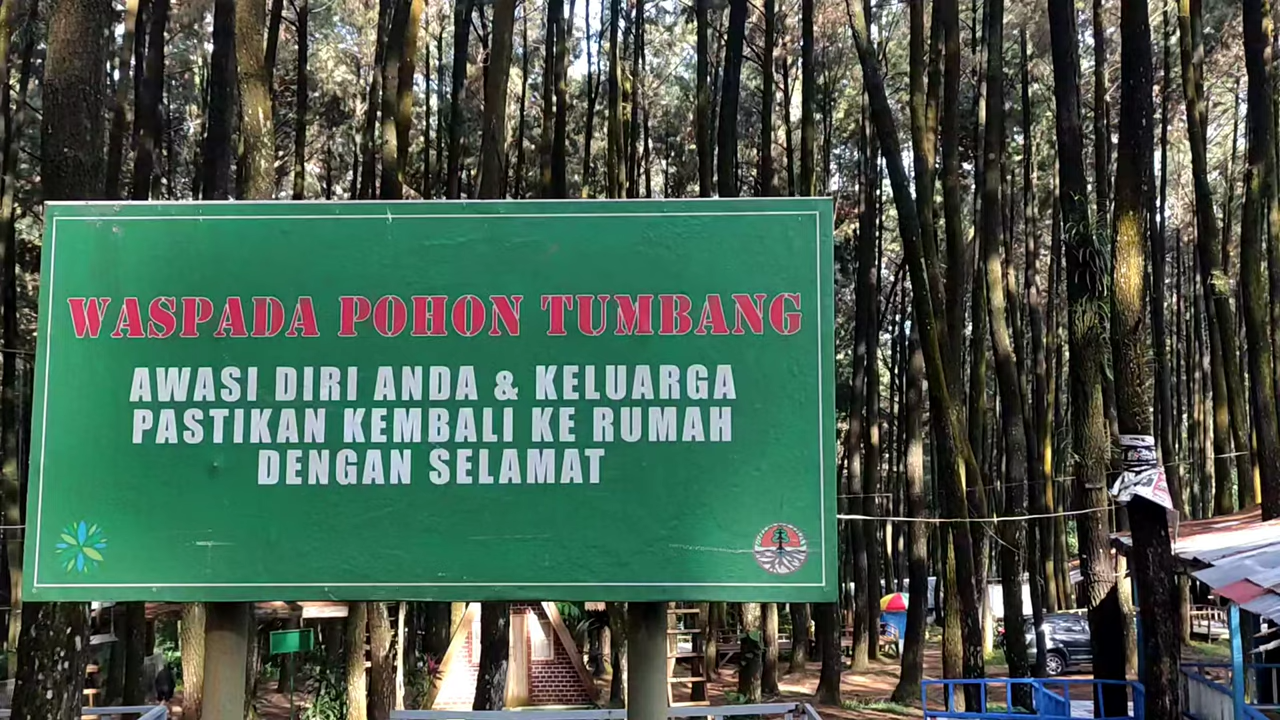 WASPADA POHON TUMBANG
AWASI DIRI ANDA & KELUARGA
PASTIKAN KEMBALI KE RUMAH
DENGAN SELAMAT